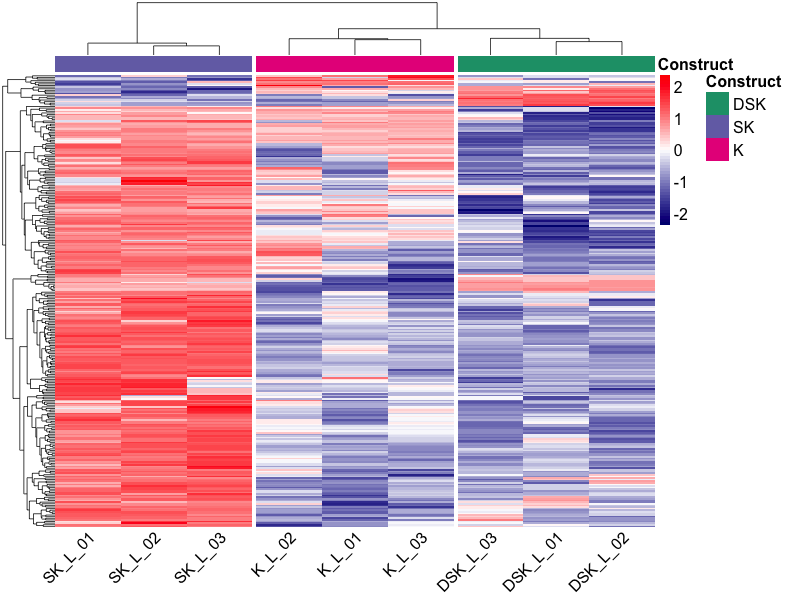 Construct
2
1
0
-1
-2
Construct
DSK
SK
K
SK_L_01
SK_L_02
SK_L_03
K_L_02
K_L_01
K_L_03
DSK_L_03
DSK_L_01
DSK_L_02